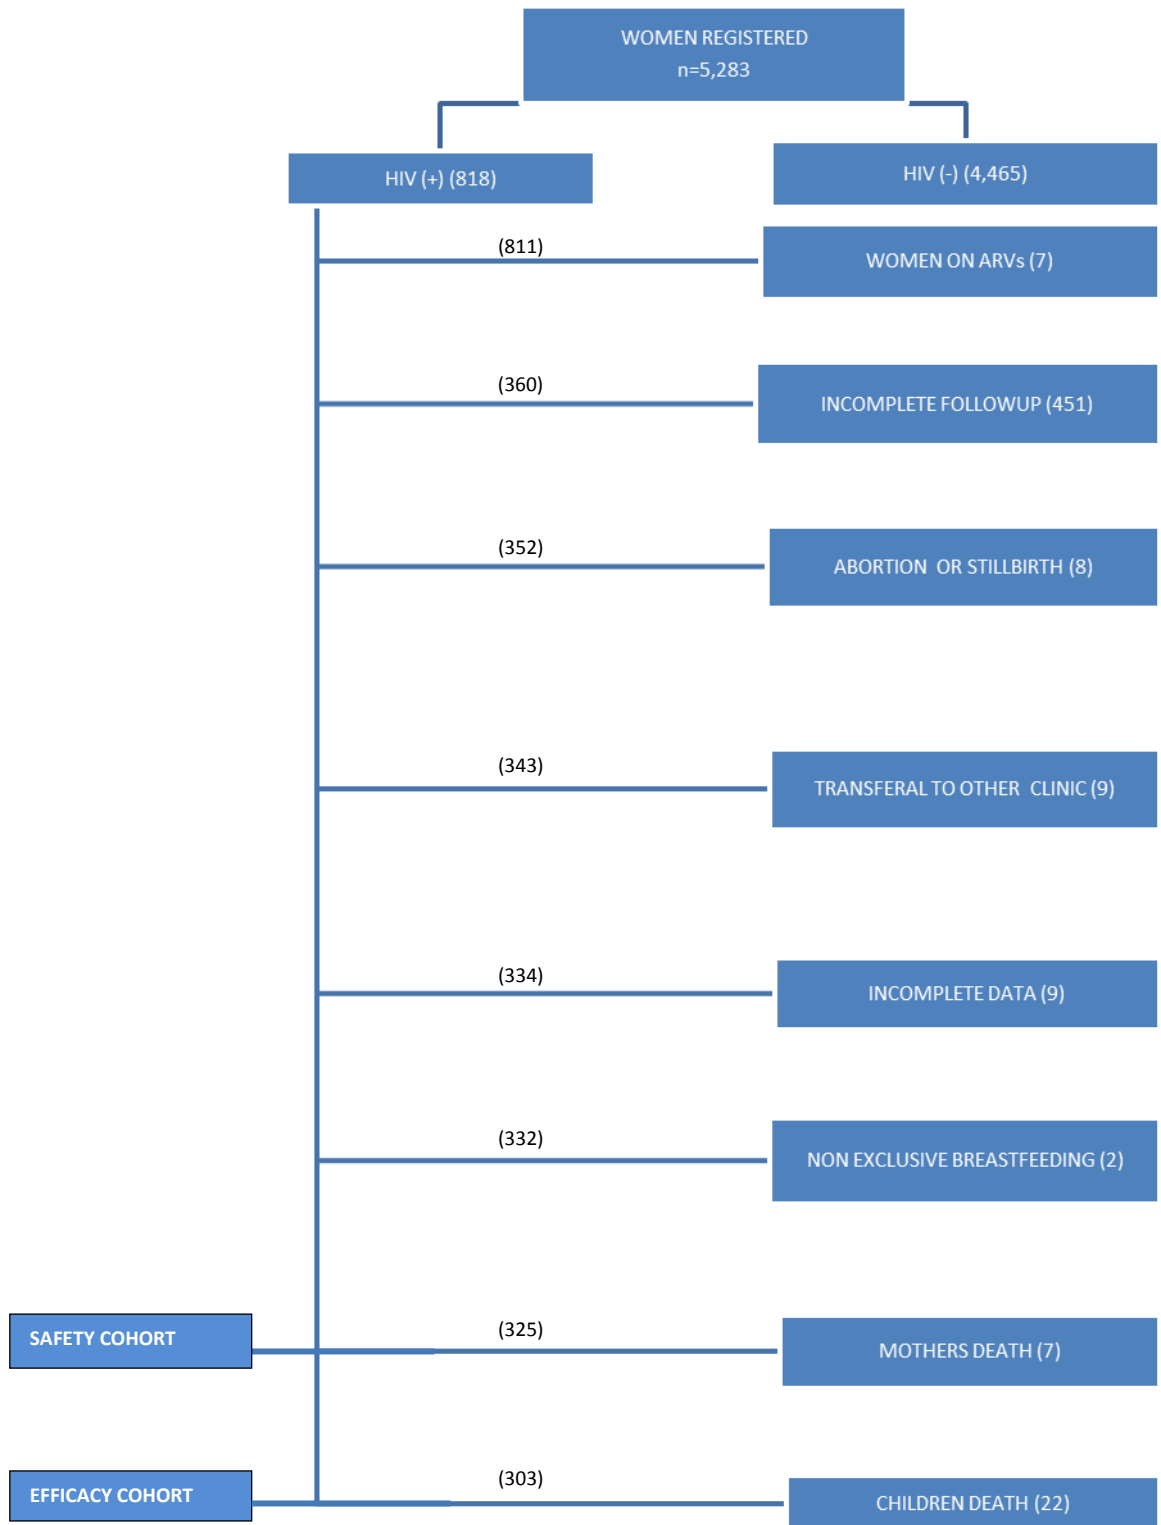 WOMEN REGISTERED
n=5,283
HIV (+) (818)
HIV (-) (4,465)
(811)
WOMEN ON ARVs (7)
(360)
INCOMPLETE FOLLOWUP (451)
(352)
ABORTION OR STILLBIRTH (8)
(343)
TRANSFERAL TO OTHER CLINIC (9)
(334)
INCOMPLETE DATA (9)
(332)
NON EXCLUSIVE BREASTFEEDING (2)
SAFETY COHORT
(325)
MOTHERS DEATH (7)
EFFICACY COHORT
(303)
CHILDREN DEATH (22)